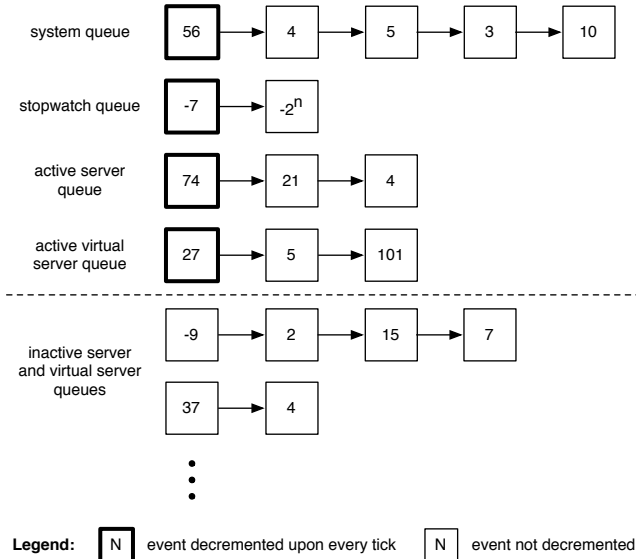 system queue 56 4 5 3 10
stopwatch queue -7 -2ⁿ
active server
queue
74 21 4
active virtual
server queue
27 5 101
-9 2 15 7
inactive server
and virtual server
queues
37 4
Legend: N event decremented upon every tick N event not decremented